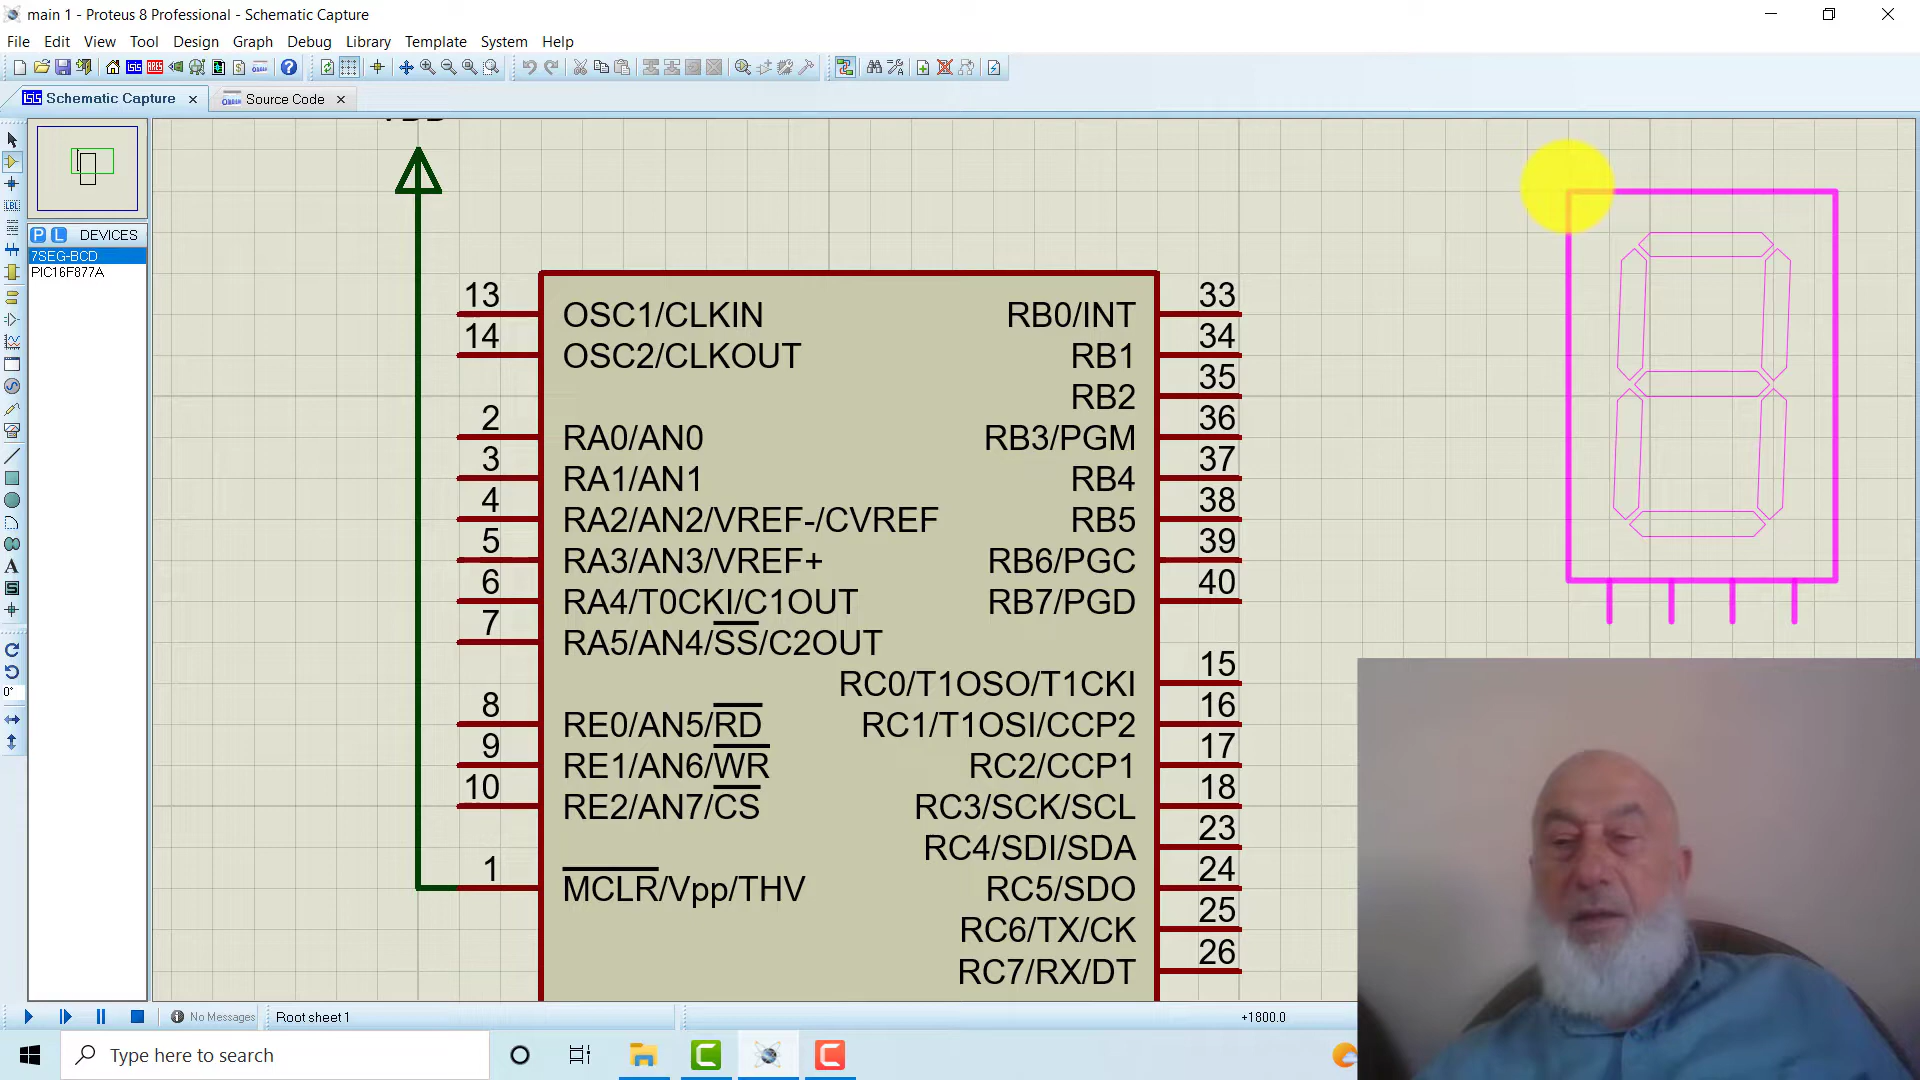 main 1 - Proteus 8 Professional - Schematic Capture
File Edit View Tool Design Graph Debug Library Template System Help
Schematic Capture
Source Code
P L DEVICES
7SEG-BCD
PIC16F877A
LBL
A
S
0°
13 OSC1/CLKIN
14 OSC2/CLKOUT
2 RA0/AN0
3 RA1/AN1
4 RA2/AN2/VREF-/CVREF
5 RA3/AN3/VREF+
6 RA4/T0CKI/C1OUT
7 RA5/AN4/SS/C2OUT
8 RE0/AN5/RD
9 RE1/AN6/WR
10 RE2/AN7/CS
1 MCLR/Vpp/THV
RB0/INT 33
RB1 34
RB2 35
RB3/PGM 36
RB4 37
RB5 38
RB6/PGC 39
RB7/PGD 40
RC0/T1OSO/T1CKI 15
RC1/T1OSI/CCP2 16
RC2/CCP1 17
RC3/SCK/SCL 18
RC4/SDI/SDA 23
RC5/SDO 24
RC6/TX/CK 25
RC7/RX/DT 26
No Messages
Root sheet 1
+1800.0
Type here to search